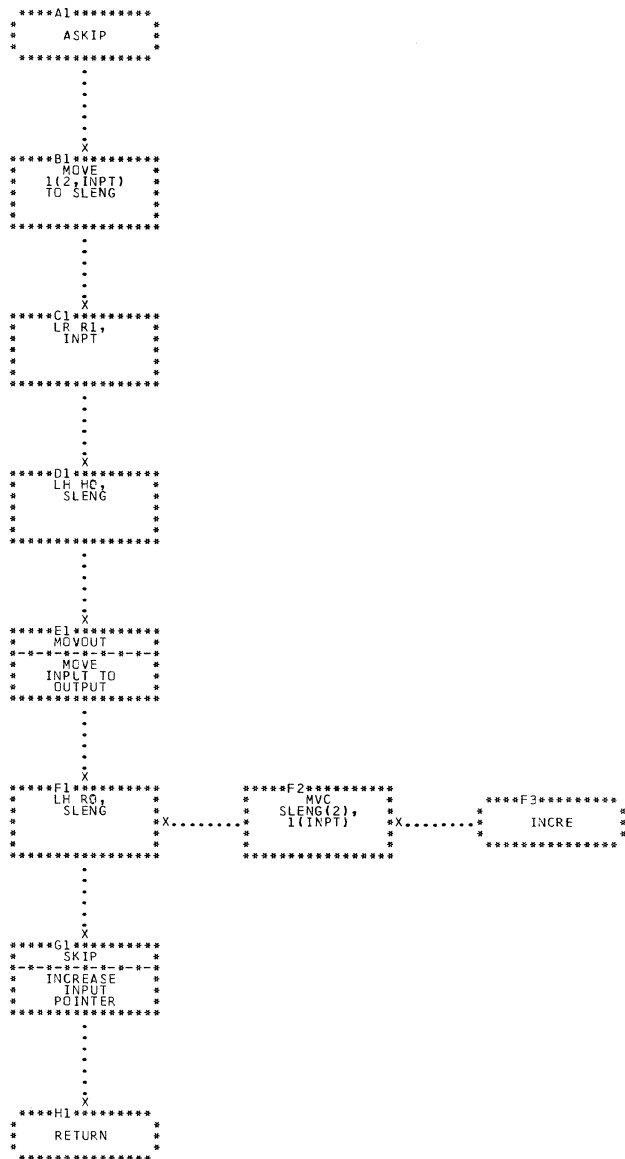 A1
ASKIP
B1
MOVE
1(2,INPT)
TO SLENG
C1
LR R1,
INPT
D1
LH H0,
SLENG
E1
MOVOUT
MOVE
INPUT TO
OUTPUT
F1
LH R0,
SLENG
F2
MVC
SLENG(2),
1(INPT)
F3
INCRE
G1
SKIP
INCREASE
INPUT
POINTER
H1
RETURN